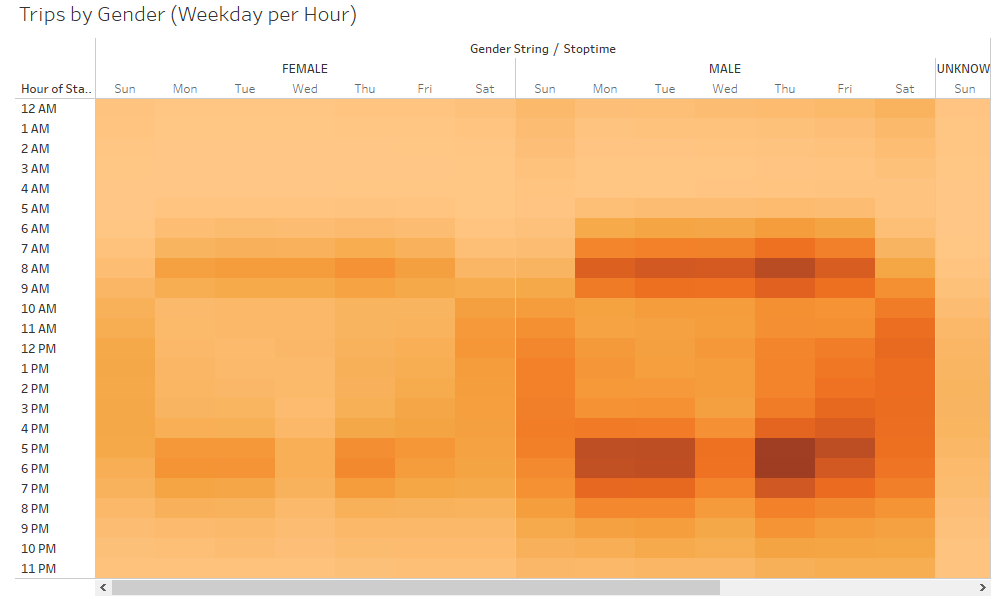 Trips by Gender (Weekday per Hour)
Gender String / Stoptime
FEMALE MALE UNKNOW
Hour of Sta.. Sun Mon Tue Wed Thu Fri Sat Sun Mon Tue Wed Thu Fri Sat Sun
12 AM
1 AM
2 AM
3 AM
4 AM
5 AM
6 AM
7 AM
8 AM
9 AM
10 AM
11 AM
12 PM
1 PM
2 PM
3 PM
4 PM
5 PM
6 PM
7 PM
8 PM
9 PM
10 PM
11 PM